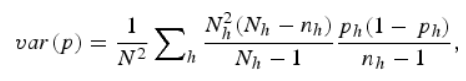 var(p) = \frac{1}{N^2} \sum_h \frac{N_h^2 (N_h - n_h)}{N_h - 1} \frac{p_h (1 - p_h)}{n_h - 1},